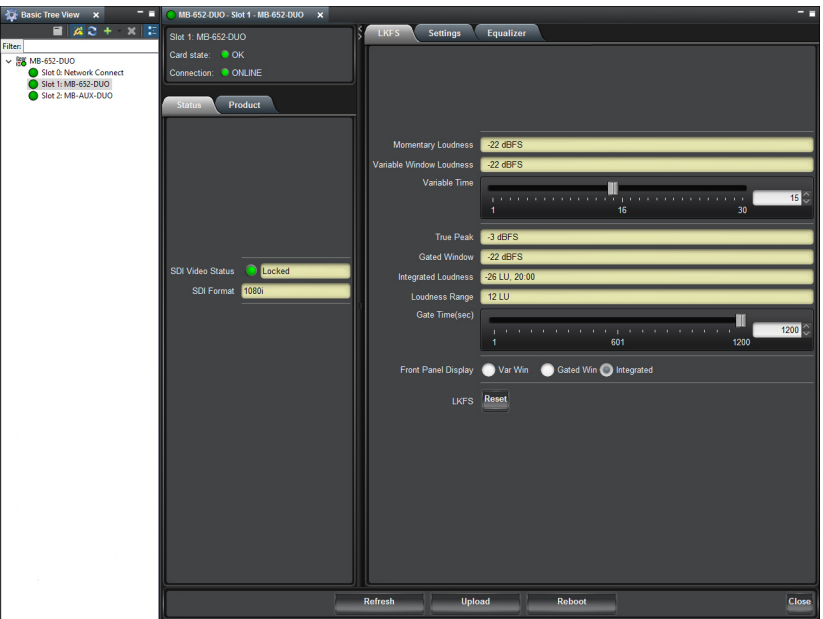 Basic Tree View x
Filter:
MB-652-DUO
Slot 0: Network Connect
Slot 1: MB-652-DUO
Slot 2: MB-AUX-DUO
MB-652-DUO - Slot 1 - MB-652-DUO x
Slot 1: MB-652-DUO
Card state: OK
Connection: ONLINE
Status Product
SDI Video Status Locked
SDI Format 1080i
LKFS Settings Equalizer
Momentary Loudness -22 dBFS
Variable Window Loudness -22 dBFS
Variable Time 15
1 16 30
True Peak -3 dBFS
Gated Window -22 dBFS
Integrated Loudness -26 LU, 20:00
Loudness Range 12 LU
Gate Time(sec) 1200
1 601 1200
Front Panel Display Var Win Gated Win Integrated
LKFS Reset
Refresh Upload Reboot Close